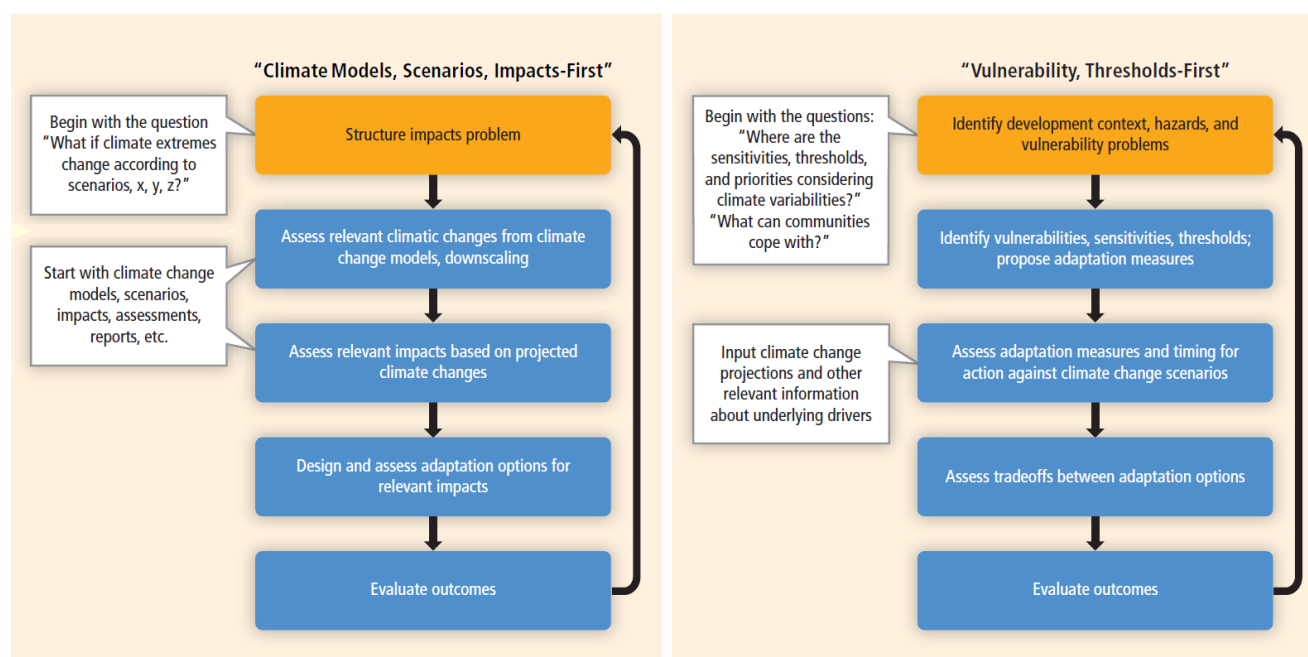 “Climate Models, Scenarios, Impacts-First”
Begin with the question
“What if climate extremes
change according to
scenarios, x, y, z?”
Structure impacts problem
Start with climate change
models, scenarios,
impacts, assessments,
reports, etc.
Assess relevant climatic changes from climate
change models, downscaling
Assess relevant impacts based on projected
climate changes
Design and assess adaptation options for
relevant impacts
Evaluate outcomes
“Vulnerability, Thresholds-First”
Begin with the questions:
“Where are the
sensitivities, thresholds,
and priorities considering
climate variabilities?”
“What can communities
cope with?”
Identify development context, hazards, and
vulnerability problems
Identify vulnerabilities, sensitivities, thresholds;
propose adaptation measures
Input climate change
projections and other
relevant information
about underlying drivers
Assess adaptation measures and timing for
action against climate change scenarios
Assess tradeoffs between adaptation options
Evaluate outcomes